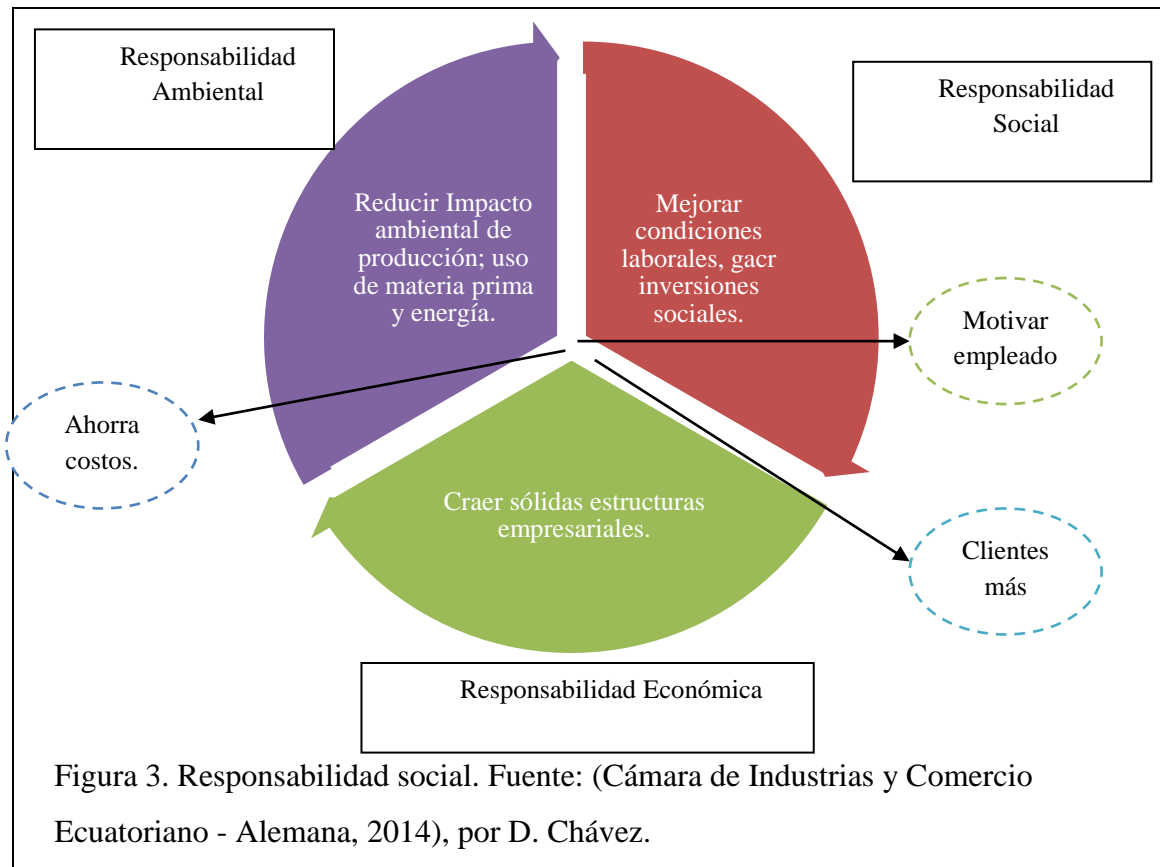 Responsabilidad
Ambiental
Responsabilidad
Social
Reducir Impacto
ambiental de
producción; uso
de materia prima
y energía.
Mejorar
condiciones
laborales, gacr
inversiones
sociales.
Motivar
empleado
Ahorra
costos.
Craer sólidas estructuras
empresariales.
Clientes
más
Responsabilidad Económica
Figura 3. Responsabilidad social. Fuente: (Cámara de Industrias y Comercio
Ecuatoriano - Alemana, 2014), por D. Chávez.